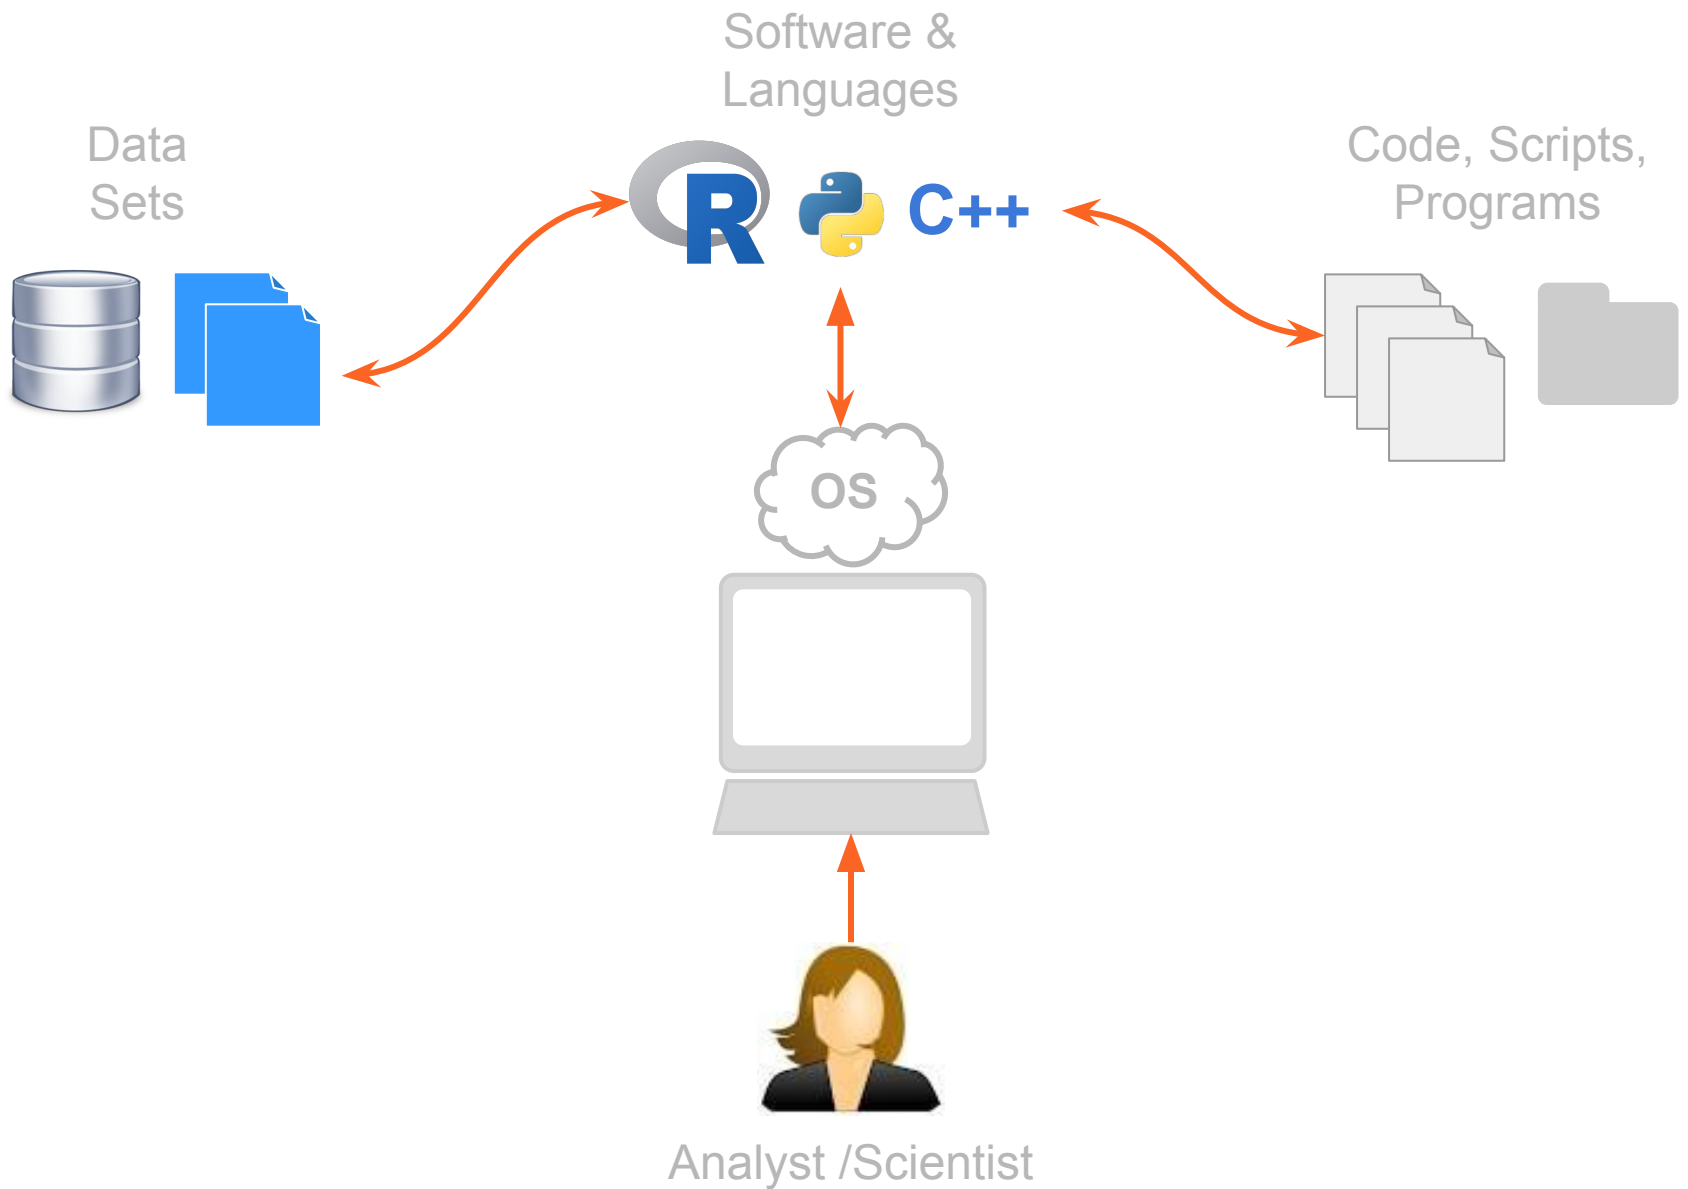 Software &
Languages
Data
Sets
R
C++
Code, Scripts,
Programs
OS
Analyst /Scientist